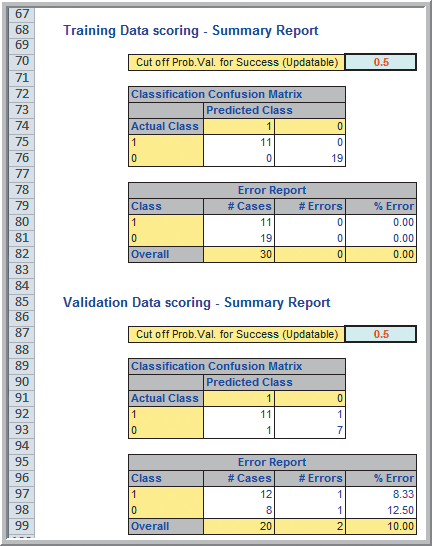 67
68 Training Data scoring - Summary Report
69
70 Cut off Prob.Val. for Success (Updatable) 0.5
71
72 Classification Confusion Matrix
73 Predicted Class
74 Actual Class 1 0
75 1 11 0
76 0 0 19
77
78 Error Report
79 Class # Cases # Errors % Error
80 1 11 0 0.00
81 0 19 0 0.00
82 Overall 30 0 0.00
83
84
85 Validation Data scoring - Summary Report
86
87 Cut off Prob.Val. for Success (Updatable) 0.5
88
89 Classification Confusion Matrix
90 Predicted Class
91 Actual Class 1 0
92 1 11 1
93 0 1 7
94
95 Error Report
96 Class # Cases # Errors % Error
97 1 12 1 8.33
98 0 8 1 12.50
99 Overall 20 2 10.00